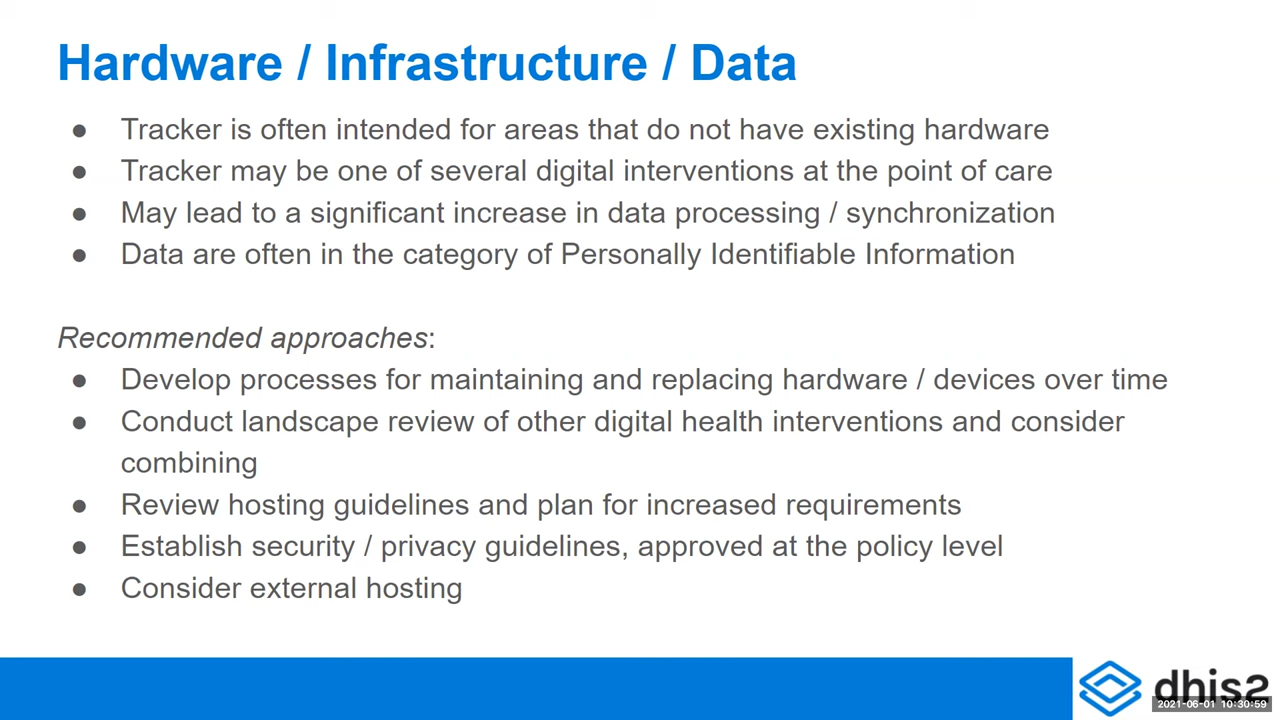 Hardware / Infrastructure / Data
● Tracker is often intended for areas that do not have existing hardware
● Tracker may be one of several digital interventions at the point of care
● May lead to a significant increase in data processing / synchronization
● Data are often in the category of Personally Identifiable Information
Recommended approaches:
● Develop processes for maintaining and replacing hardware / devices over time
● Conduct landscape review of other digital health interventions and consider
combining
● Review hosting guidelines and plan for increased requirements
● Establish security / privacy guidelines, approved at the policy level
● Consider external hosting
dhis2
2021-06-01 10:30:59